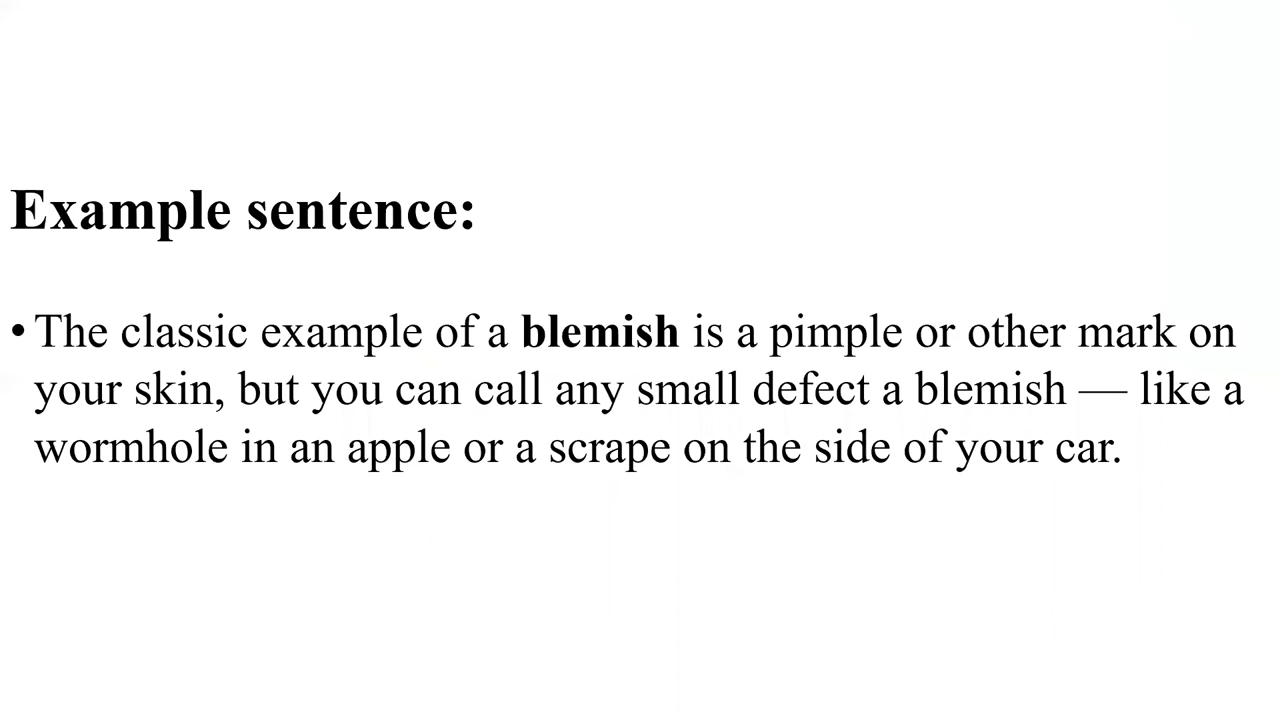 Example sentence:
• The classic example of a blemish is a pimple or other mark on
your skin, but you can call any small defect a blemish — like a
wormhole in an apple or a scrape on the side of your car.